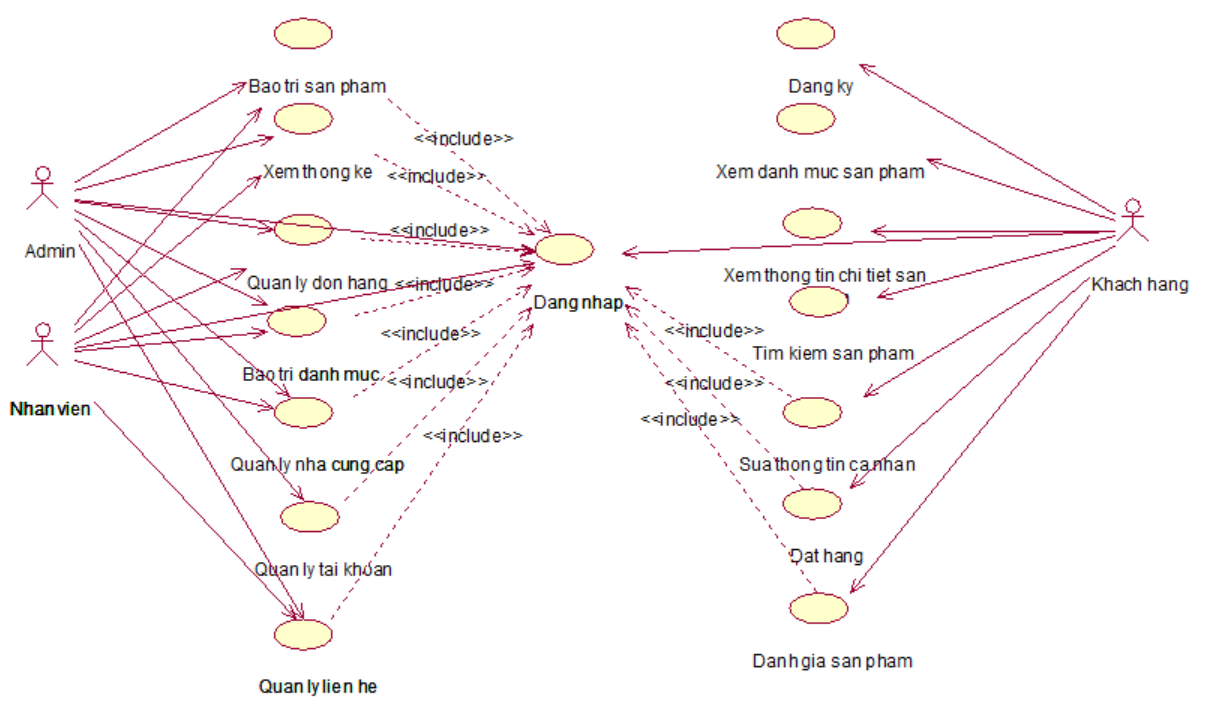 Bao tri san pham
<<include>>
Xem thong ke
<<include>>
Admin
<<include>>
Quan ly don hang
<<include>>
Dang nhap
<<include>>
Bao tri danh muc
<<include>>
Nhan vien
<<include>>
Quan ly nha cung cap
Quan ly tai khoan
Quan ly lien he
Dang ky
Xem danh muc san pham
Xem thong tin chi tiet san
Khach hang
<<include>>
Tim kiem san pham
<<include>>
<<include>>
Sua thong tin ca nhan
Dat hang
Danh gia san pham